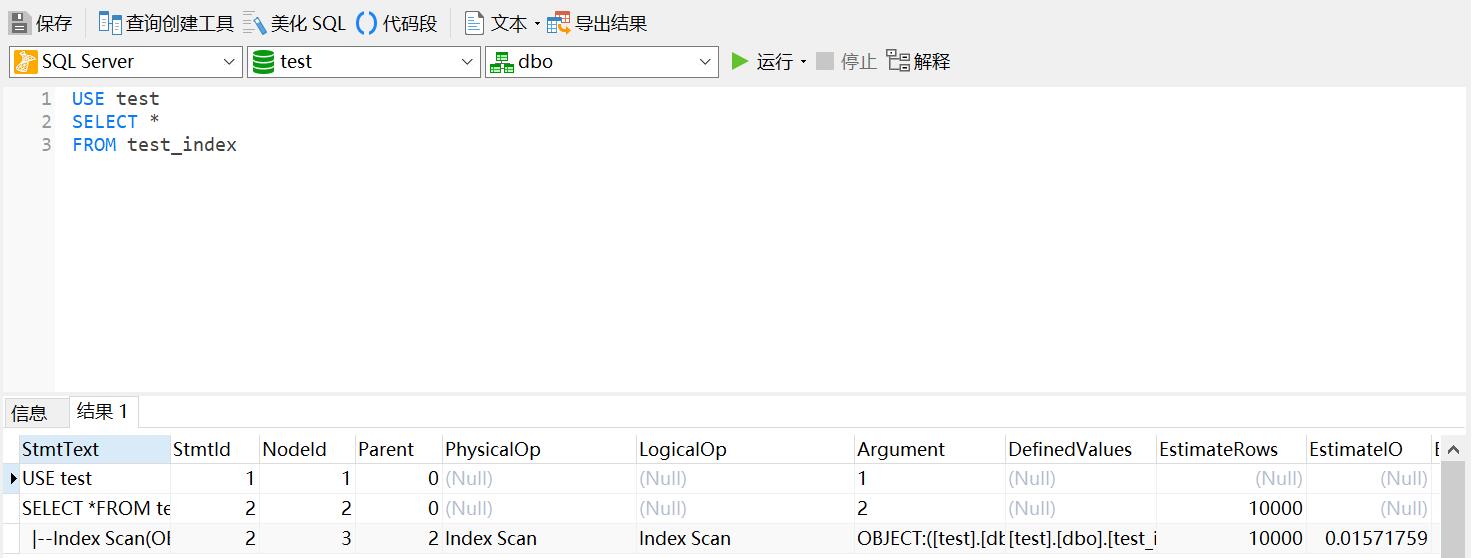 保存 查询创建工具 美化 SQL 代码段 文本 导出结果
SQL Server test dbo 运行 停止 解释
1 USE test
2 SELECT *
3 FROM test_index
信息 结果 1
StmtText StmtId NodeId Parent PhysicalOp LogicalOp Argument DefinedValues EstimateRows EstimateIO E
USE test 1 1 0 (Null) (Null) 1 (Null) (Null) (Null)
SELECT *FROM te 2 2 0 (Null) (Null) 2 (Null) 10000 (Null)
|--Index Scan(OB 2 3 2 Index Scan Index Scan OBJECT:([test].[db [test].[dbo].[test_i 10000 0.01571759